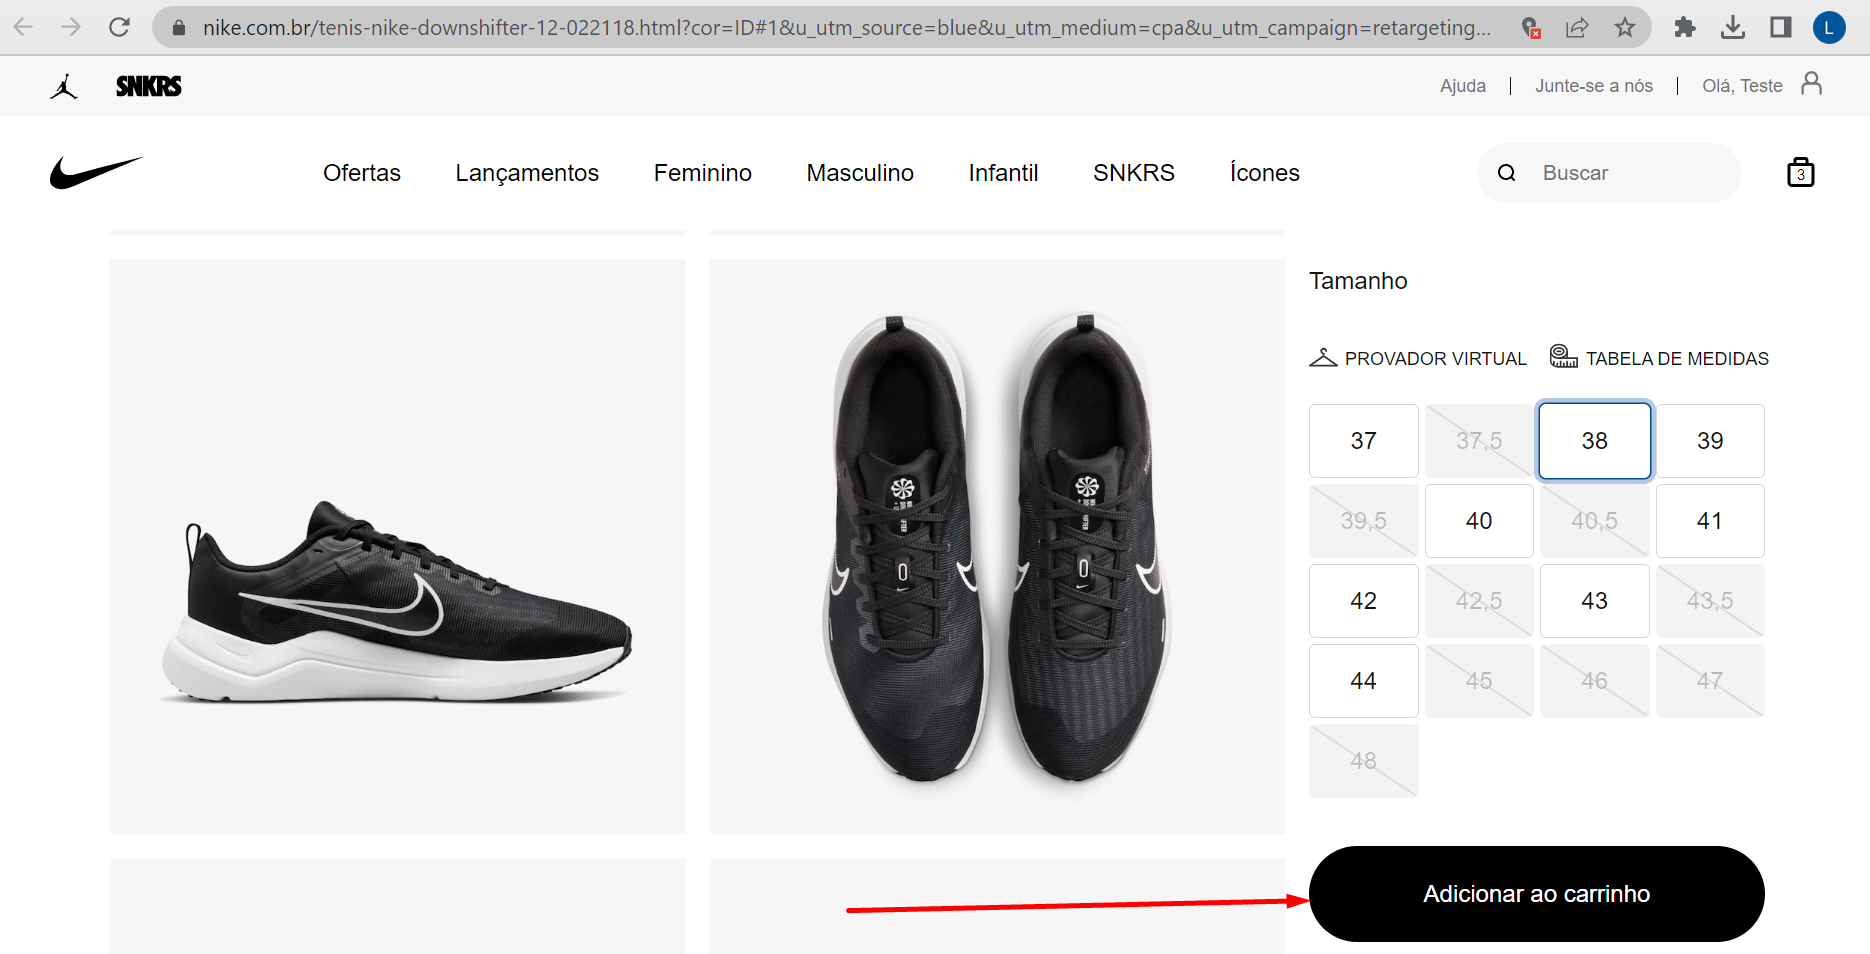 nike.com.br/tenis-nike-downshifter-12-022118.html?cor=ID#1&u_utm_source=blue&u_utm_medium=cpa&u_utm_campaign=retargeting...
L
SNKRS
Ajuda
Junte-se a nós
Olá, Teste
Ofertas
Lançamentos
Feminino
Masculino
Infantil
SNKRS
Ícones
Buscar
3
Tamanho
PROVADOR VIRTUAL
TABELA DE MEDIDAS
37
37,5
38
39
39,5
40
40,5
41
42
42,5
43
43,5
44
45
46
47
48
Adicionar ao carrinho